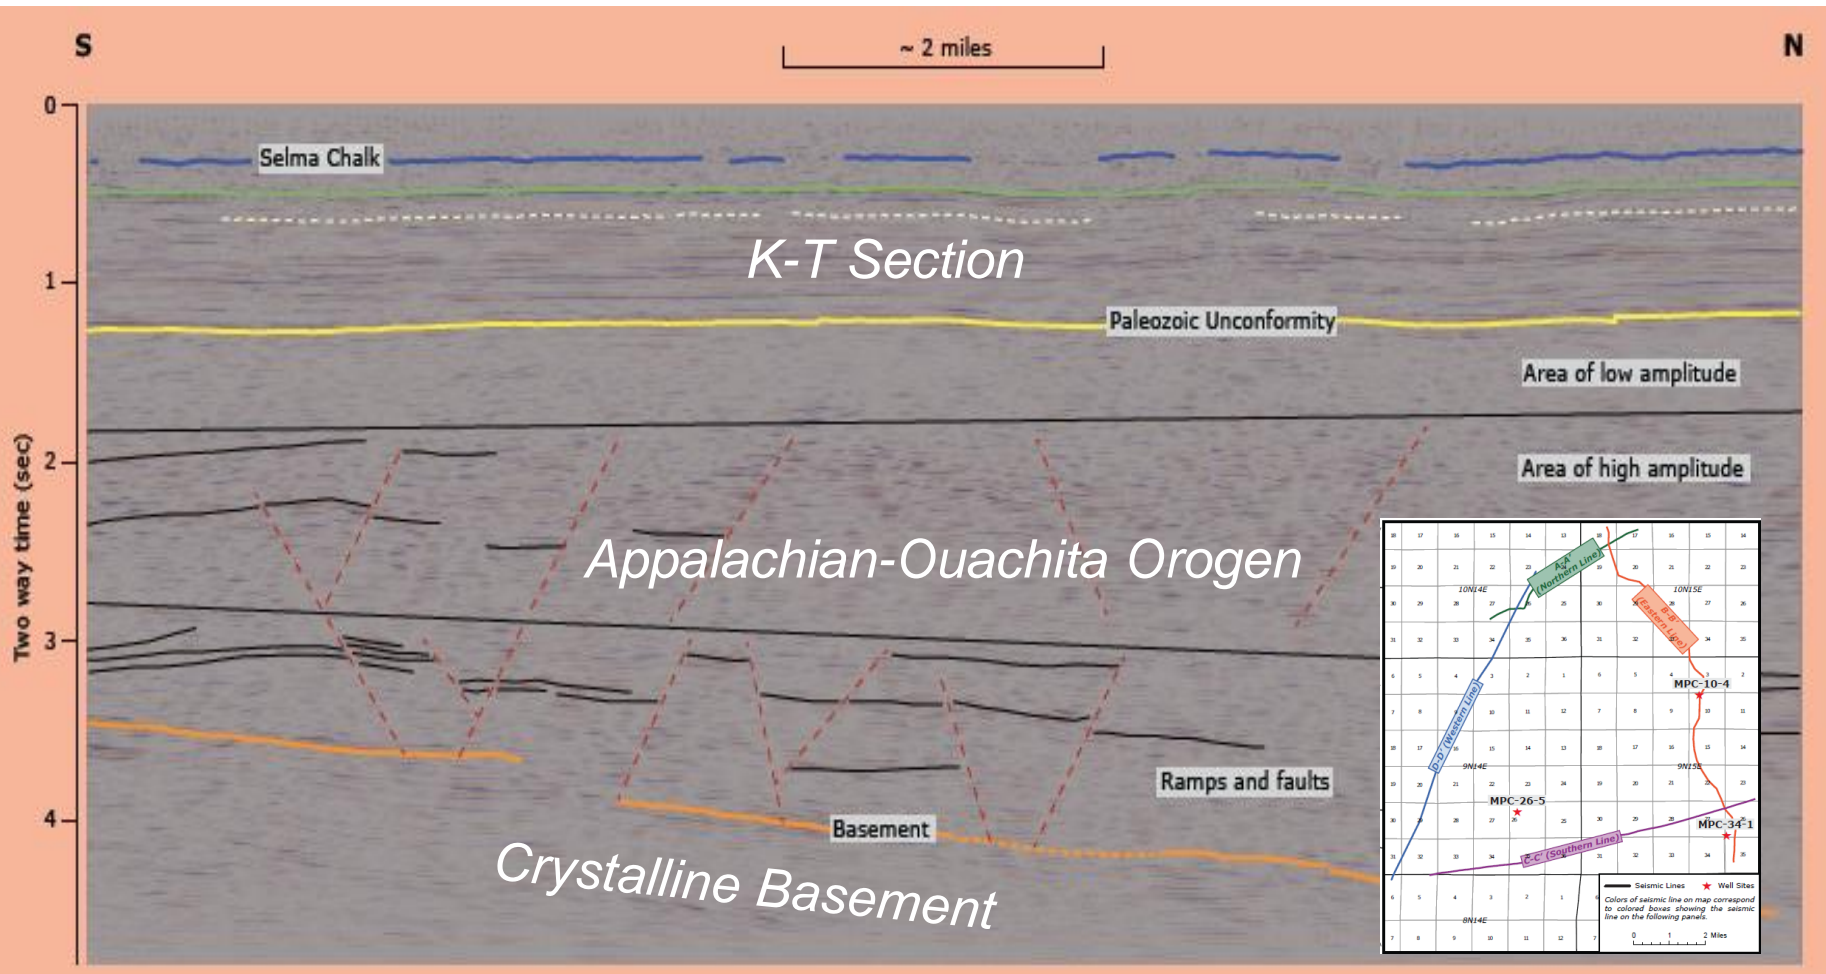 S
~ 2 miles
N
0
Selma Chalk
K-T Section
1
Paleozoic Unconformity
Area of low amplitude
Two way time (sec)
2
Area of high amplitude
Appalachian-Ouachita Orogen
3
Ramps and faults
4
Basement
Crystalline Basement
A-A'
(Northern Line)
10N14E
10N15E
B-B'
(Eastern Line)
MPC-10-4
D-D' (Western Line)
9N14E
9N15E
MPC-26-5
MPC-34-1
C-C' (Southern Line)
8N14E
Seismic Lines
Well Sites
Colors of seismic line on map correspond
to colored boxes showing the seismic
line on the following panels.
0 1 2 Miles